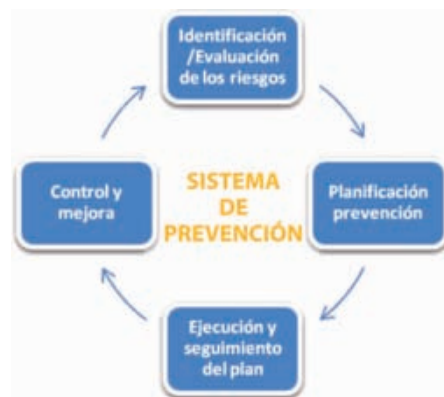 Identificación
/Evaluación
de los riesgos
Control y
mejora
SISTEMA
DE
PREVENCIÓN
Planificación
prevención
Ejecución y
seguimiento
del plan